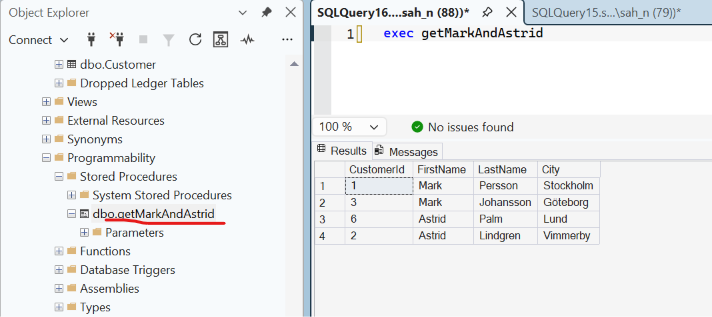 Object Explorer
Connect
dbo.Customer
Dropped Ledger Tables
Views
External Resources
Synonyms
Programmability
Stored Procedures
System Stored Procedures
dbo.getMarkAndAstrid
Parameters
Functions
Database Triggers
Assemblies
Types
SQLQuery16....sah_n (88))*
SQLQuery15.s...\sah_n (79))*
1 exec getMarkAndAstrid
100 % No issues found
Results Messages
CustomerId FirstName LastName City
1 1 Mark Persson Stockholm
2 3 Mark Johansson Göteborg
3 6 Astrid Palm Lund
4 2 Astrid Lindgren Vimmerby